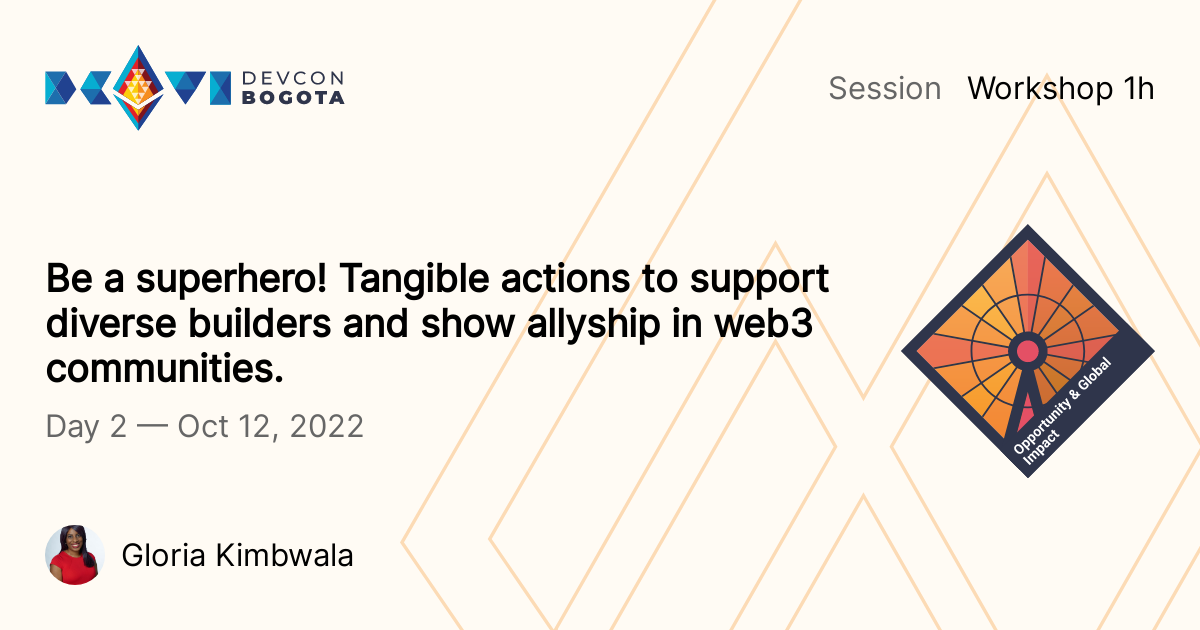 DEVCON
BOGOTA
Session Workshop 1h
Be a superhero! Tangible actions to support
diverse builders and show allyship in web3
communities.
Day 2 — Oct 12, 2022
Opportunity & Global
Impact
Gloria Kimbwala